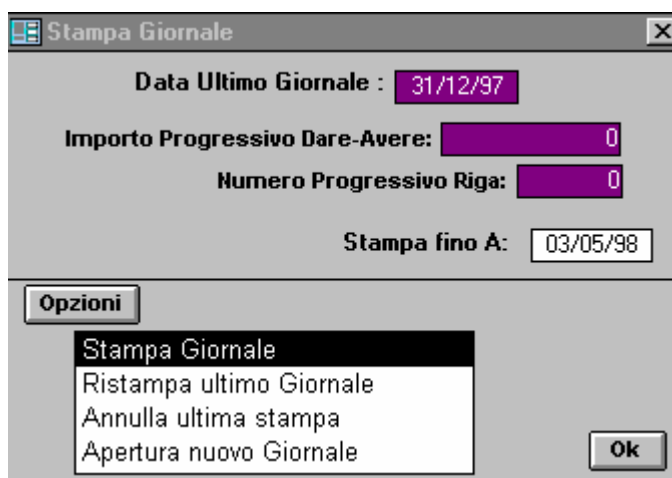 Stampa Giornale
Data Ultimo Giornale : 31/12/97
Importo Progressivo Dare-Avere: 0
Numero Progressivo Riga: 0
Stampa fino A: 03/05/98
Opzioni
Stampa Giornale
Ristampa ultimo Giornale
Annulla ultima stampa
Apertura nuovo Giornale
Ok